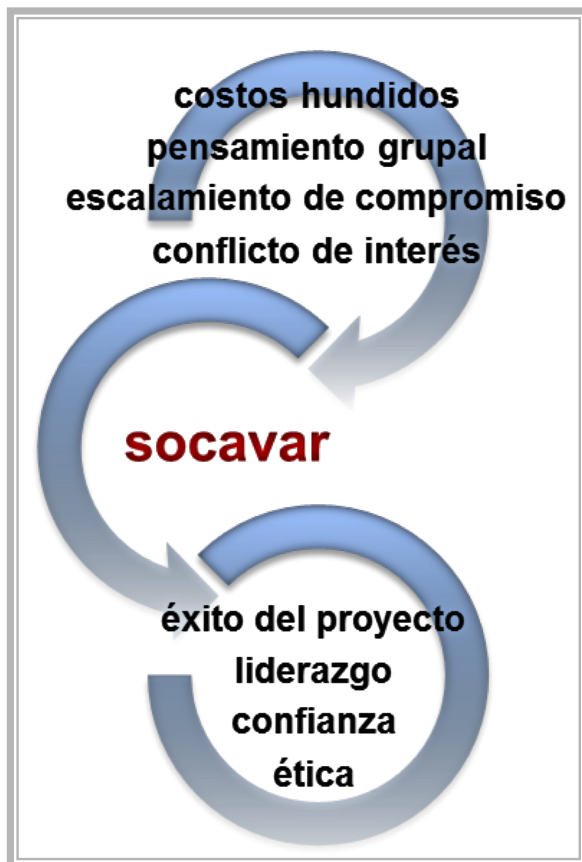 costos hundidos
pensamiento grupal
escalamiento de compromiso
conflicto de interés
socavar
éxito del proyecto
liderazgo
confianza
ética